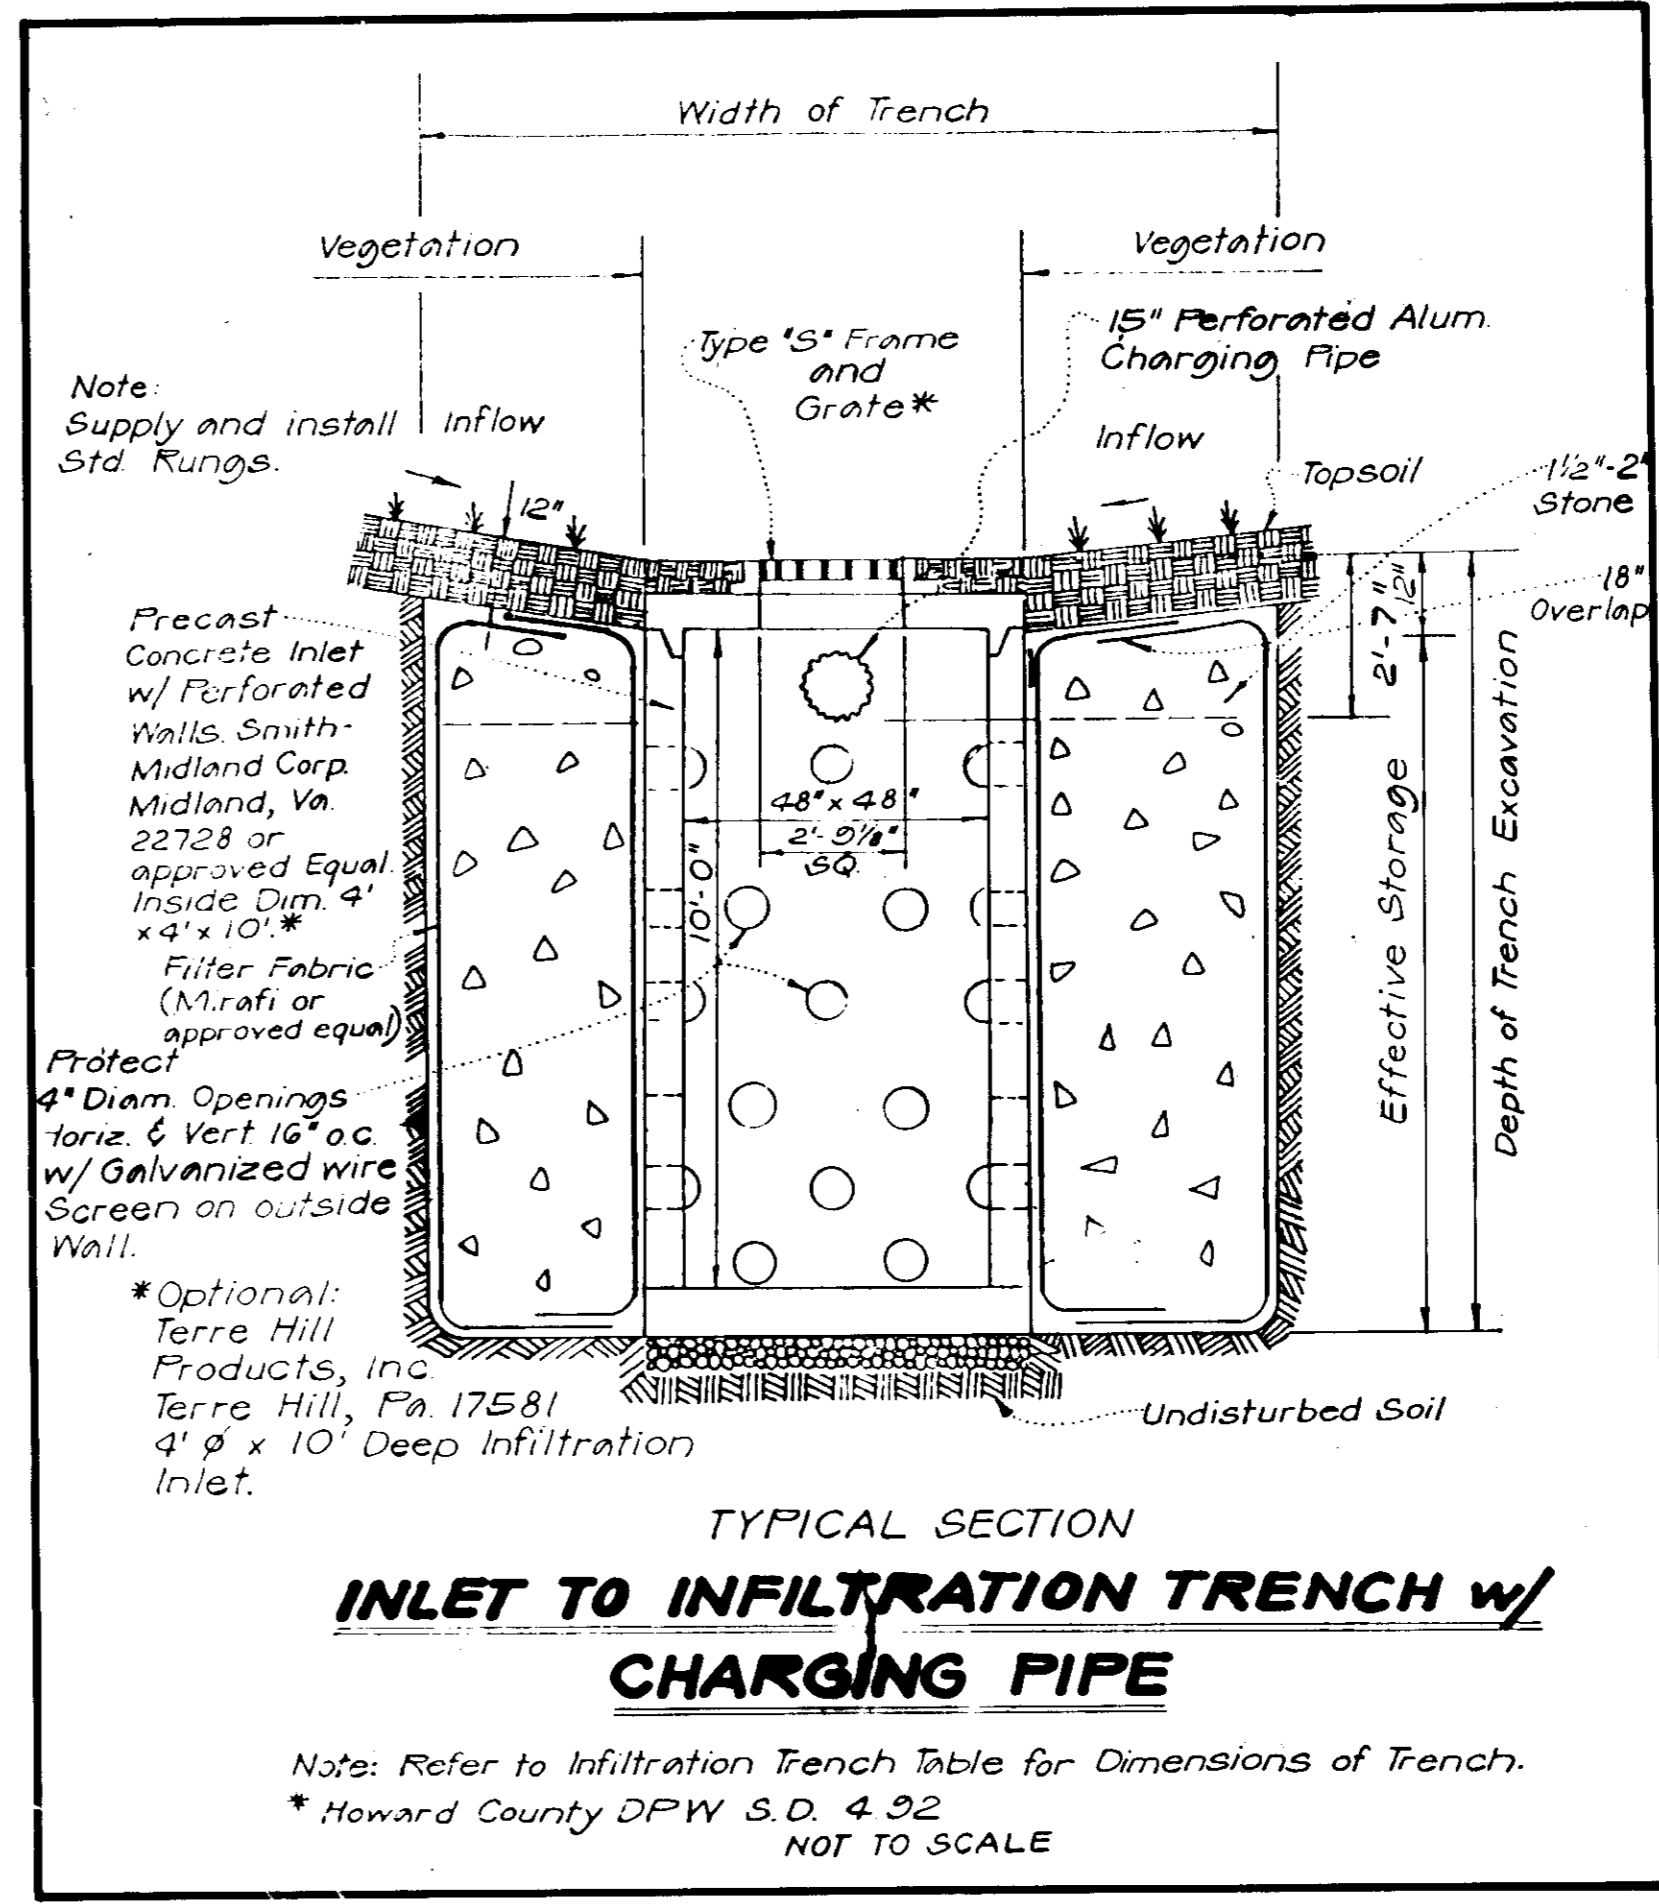 Width of Trench
Vegetation
Vegetation
Type "S" Frame
and
Grate*
15" Perforated Alum.
Charging Pipe
Note:
Supply and install
Std. Rungs.
Inflow
Inflow
Topsoil
1½"-2"
Stone
12"
18"
Overlap
2'-7"
12"
Precast
Concrete Inlet
w/ Perforated
Walls. Smith-
Midland Corp.
Midland, Va.
22728 or
approved Equal.
Inside Dim. 4'
x 4' x 10'.*
Filter Fabric
(Mirafi or
approved equal)
Protect
4" Diam. Openings
Horiz. & Vert. 16" o.c.
w/ Galvanized wire
Screen on outside
Wall.
48" x 48"
2'-9⅛"
SQ.
10'-0"
Effective Storage
Depth of Trench Excavation
*Optional:
Terre Hill
Products, Inc.
Terre Hill, Pa. 17581
4' ø x 10' Deep Infiltration
Inlet.
Undisturbed Soil
TYPICAL SECTION
INLET TO INFILTRATION TRENCH w/
CHARGING PIPE
Note: Refer to Infiltration Trench Table for Dimensions of Trench.
* Howard County DPW S.D. 4.92
NOT TO SCALE